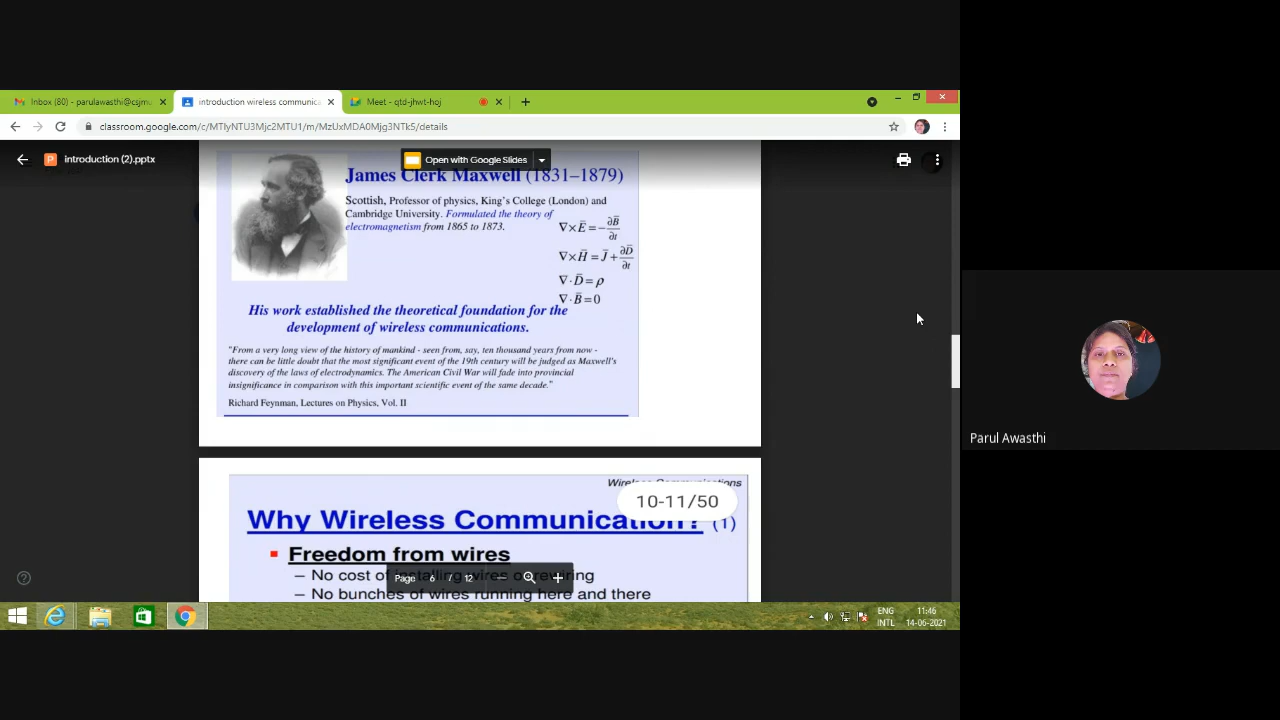 Inbox (80) - parulawasthi@csjmu
introduction wireless communica
Meet - qtd-jhwt-hoj
classroom.google.com/c/MTIyNTU3Mjc2MTU1/m/MzUxMDA0Mjg3NTk5/details
introduction (2).pptx
Open with Google Slides
James Clerk Maxwell (1831–1879)
Scottish, Professor of physics, King's College (London) and
Cambridge University. Formulated the theory of
electromagnetism from 1865 to 1873.
∇×E̅ = −∂B̅/∂t
∇×H̅ = J̅ + ∂D̅/∂t
∇·D̅ = ρ
∇·B̅ = 0
His work established the theoretical foundation for the
development of wireless communications.
"From a very long view of the history of mankind - seen from, say, ten thousand years from now -
there can be little doubt that the most significant event of the 19th century will be judged as Maxwell's
discovery of the laws of electrodynamics. The American Civil War will fade into provincial
insignificance in comparison with this important scientific event of the same decade."
Richard Feynman, Lectures on Physics, Vol. II
Wireless Communications
10-11/50
Why Wireless Communication? (1)
Freedom from wires
– No cost of installing wires or rewiring
– No bunches of wires running here and there
Page 6 / 12
Parul Awasthi
ENG
INTL
11:46
14-06-2021